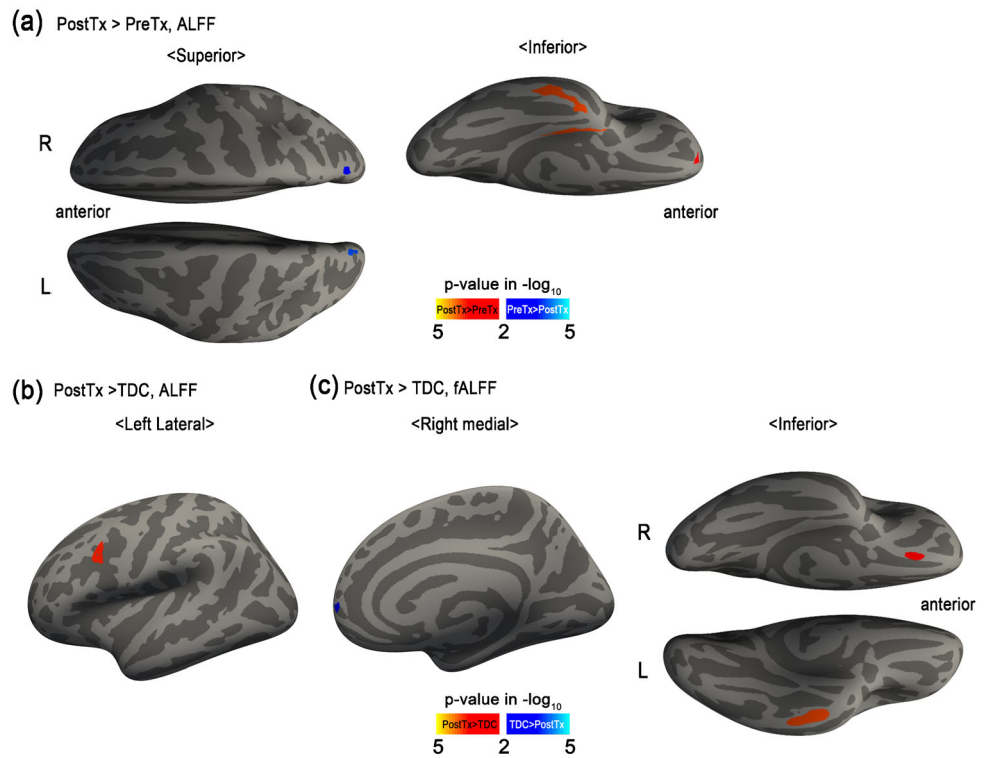 (a) PostTx > PreTx, ALFF
<Superior>
<Inferior>
R
anterior
anterior
L
p-value in -log10
PostTx>PreTx PreTx>PostTx
5 2 5
(b) PostTx >TDC, ALFF
(c) PostTx > TDC, fALFF
<Left Lateral>
<Right medial>
<Inferior>
R
anterior
L
p-value in -log10
PostTx>TDC TDC>PostTx
5 2 5